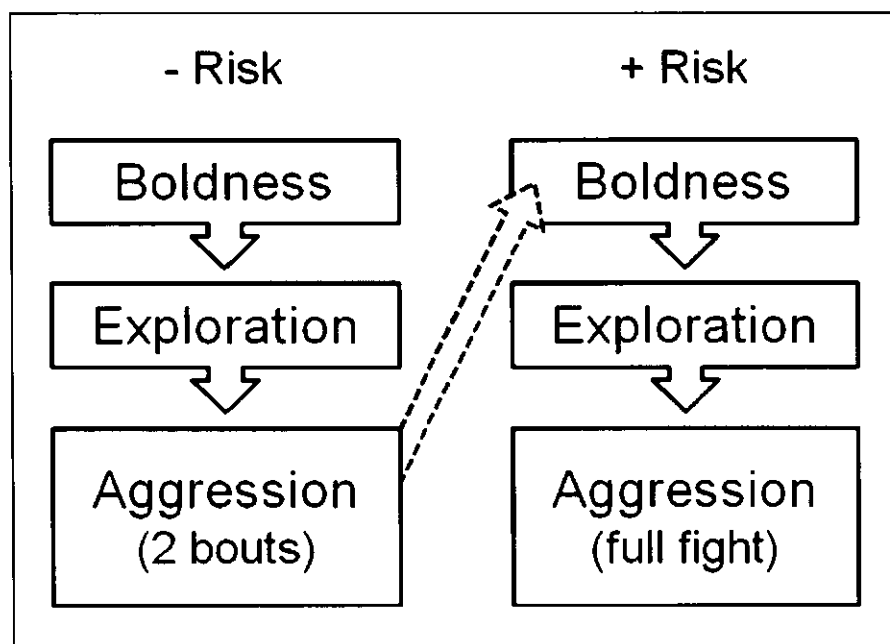 - Risk
Boldness
Exploration
Aggression
(2 bouts)
+ Risk
Boldness
Exploration
Aggression
(full fight)